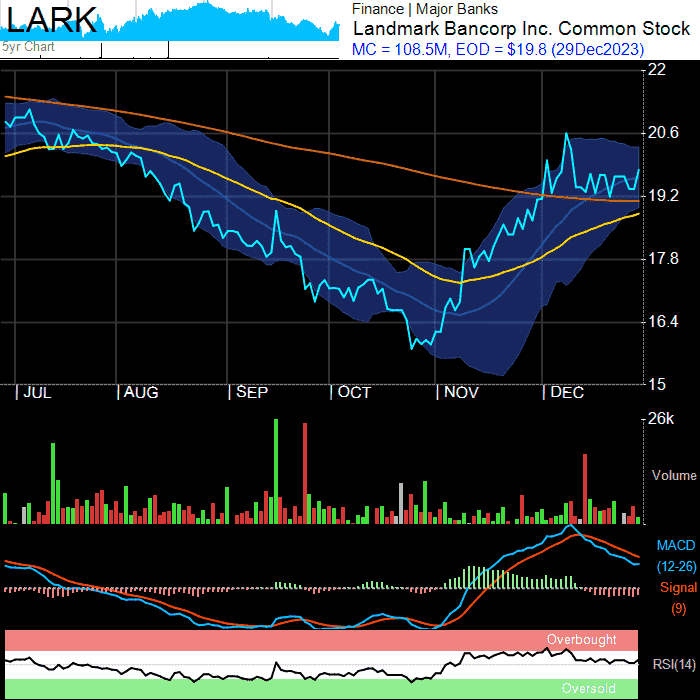 LARK
5yr Chart
Finance | Major Banks
Landmark Bancorp Inc. Common Stock
MC = 108.5M, EOD = $19.8 (29Dec2023)
22
20.6
19.2
17.8
16.4
15
JUL AUG SEP OCT NOV DEC
26k
Volume
MACD
(12-26)
Signal
(9)
Overbought
RSI(14)
Oversold